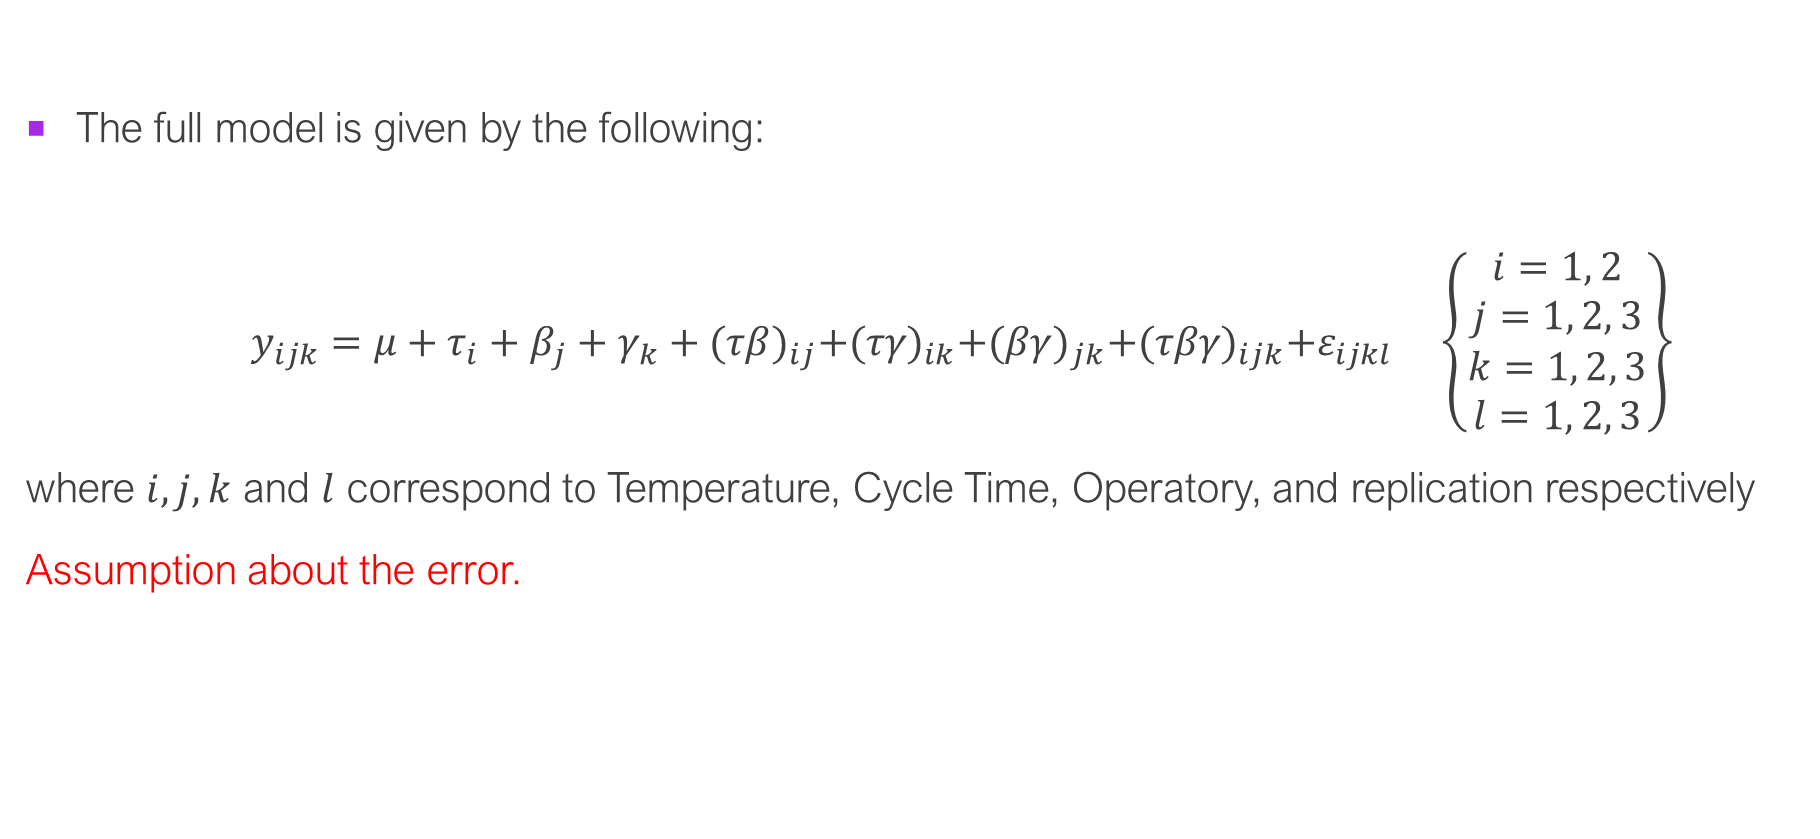 ▪ The full model is given by the following:
y_{ijk} = μ + τ_i + β_j + γ_k + (τβ)_{ij}+(τγ)_{ik}+(βγ)_{jk}+(τβγ)_{ijk}+ε_{ijkl} { i = 1, 2
j = 1, 2, 3
k = 1, 2, 3
l = 1, 2, 3 }
where i, j, k and l correspond to Temperature, Cycle Time, Operatory, and replication respectively
Assumption about the error.